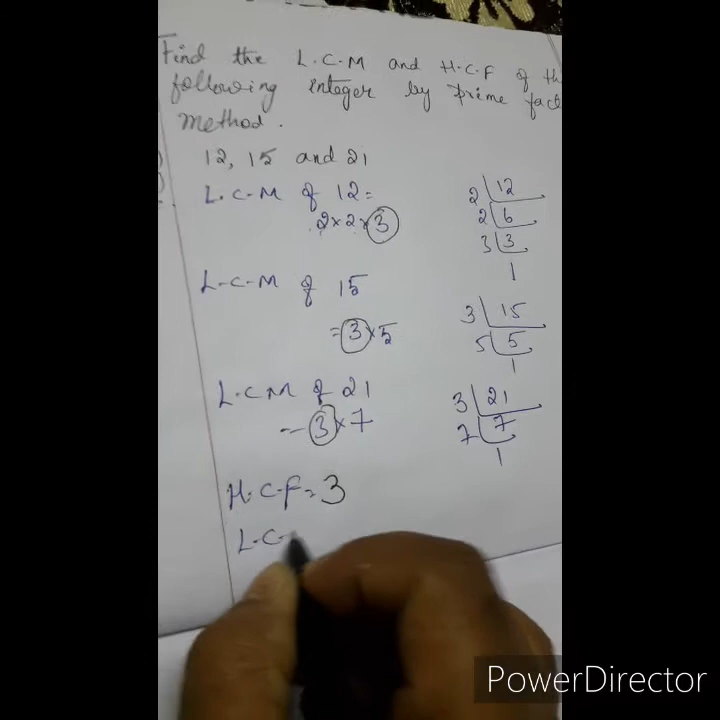 Find the L.C.M and H.C.F of th
following integer by prime fact
method.
12, 15 and 21
L.C-M of 12=
2×2×3
2 12
2 6
3 3
1
L-C-M of 15
=3×5
3 15
5 5
1
L.C M of 21
=3×7
3 21
7 7
1
H.C.F=3
L-C-
PowerDirector